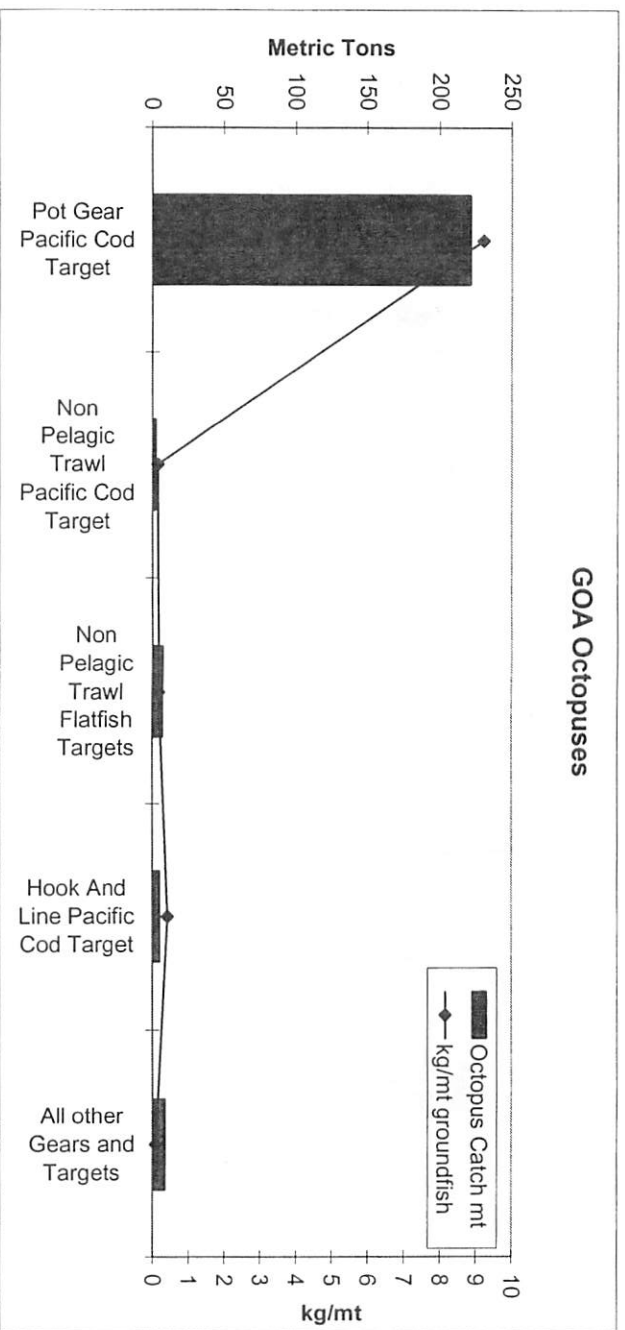 GOA Octopuses
Metric Tons
250
200
150
100
50
0
10
9
8
7
6
5
4
3
2
1
0
kg/mt
Octopus Catch mt
kg/mt groundfish
Pot Gear
Pacific Cod
Target
Non
Pelagic
Trawl
Pacific Cod
Target
Non
Pelagic
Trawl
Flatfish
Targets
Hook And
Line Pacific
Cod Target
All other
Gears and
Targets